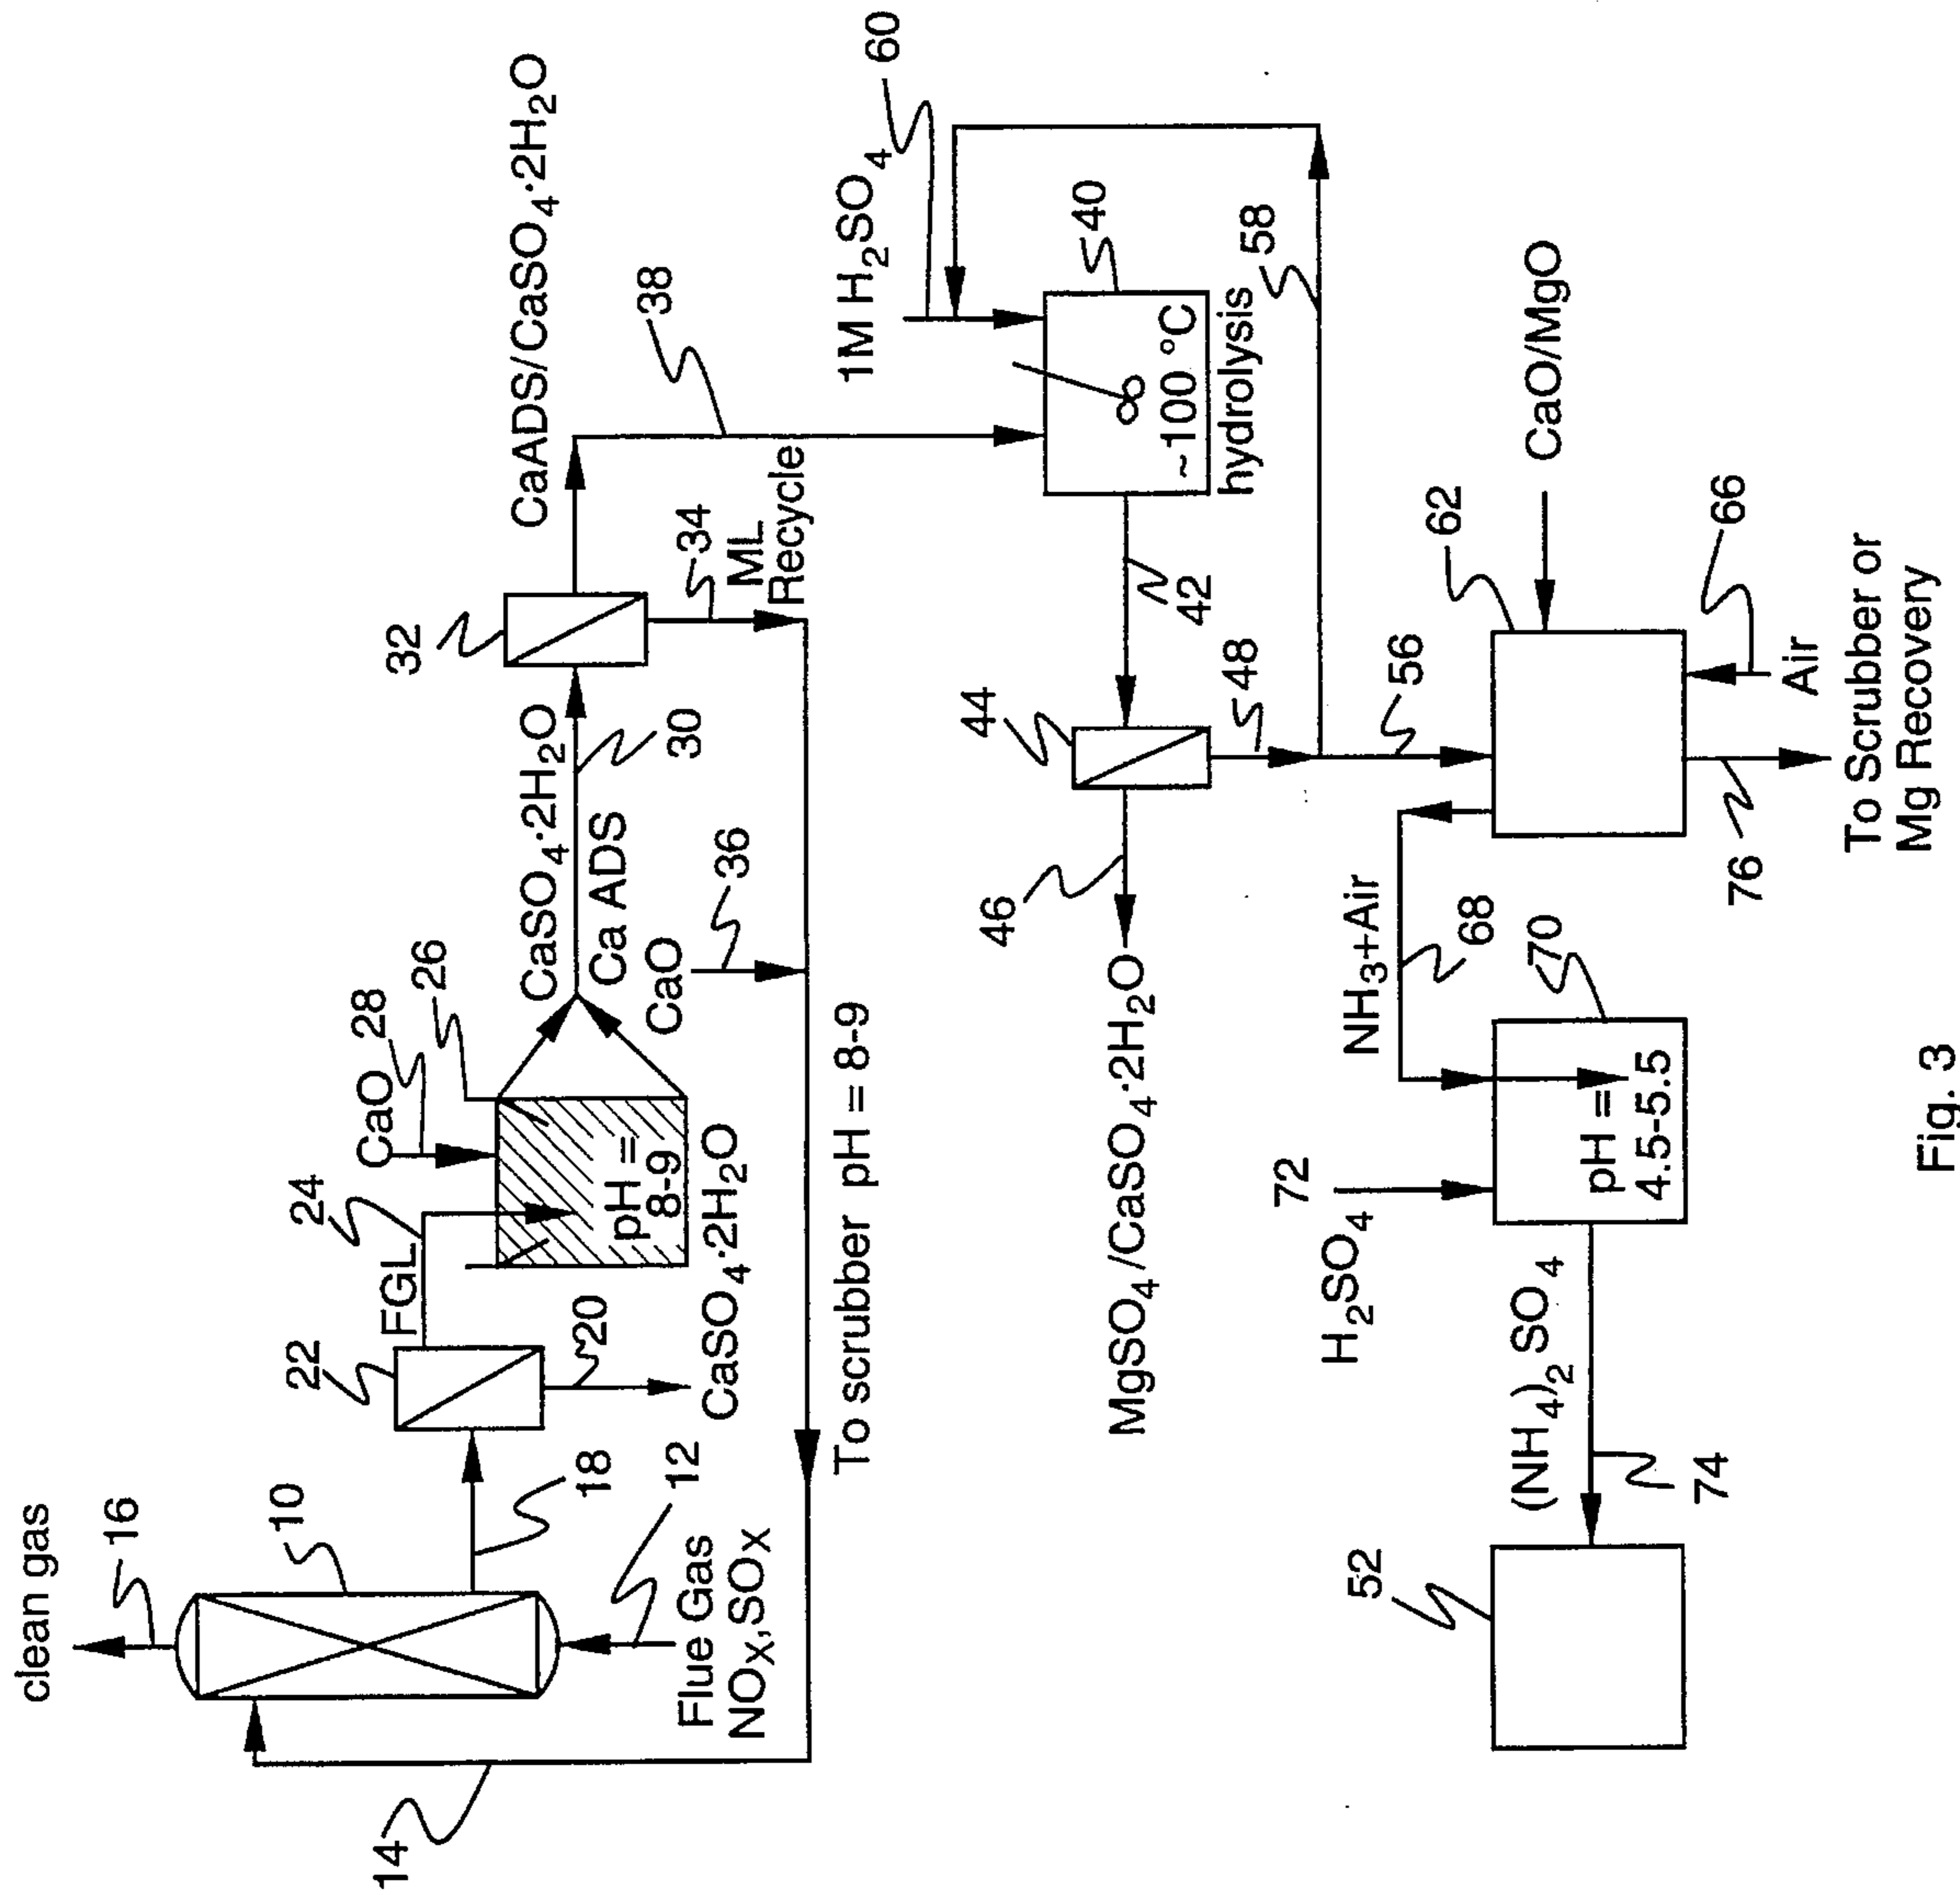 clean gas
16
10
14
18
12
Flue Gas
NOX,SOX
22
20
CaSO4·2H2O
FGL
24
CaO
28
26
pH =
8-9
CaSO4·2H2O
Ca ADS
30
32
CaADS/CaSO4·2H2O
34
ML
Recycle
CaO
36
To scrubber pH = 8-9
38
1M H2SO4
60
40
~100 °C
hydrolysis
42
44
46
MgSO4/CaSO4·2H2O
48
58
56
62
CaO/MgO
66
Air
76
To Scrubber or
Mg Recovery
NH3+Air
68
70
72
H2SO4
pH =
4.5-5.5
(NH4)2 SO4
74
52
Fig. 3